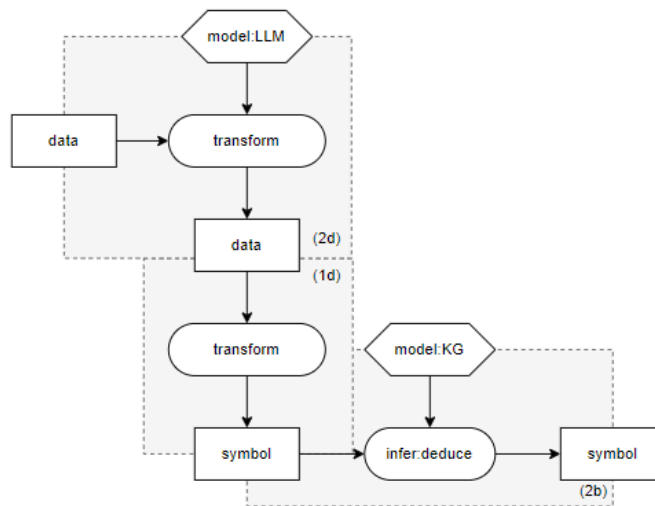 model:LLM
data
transform
data
(2d)
(1d)
transform
model:KG
symbol
infer:deduce
symbol
(2b)